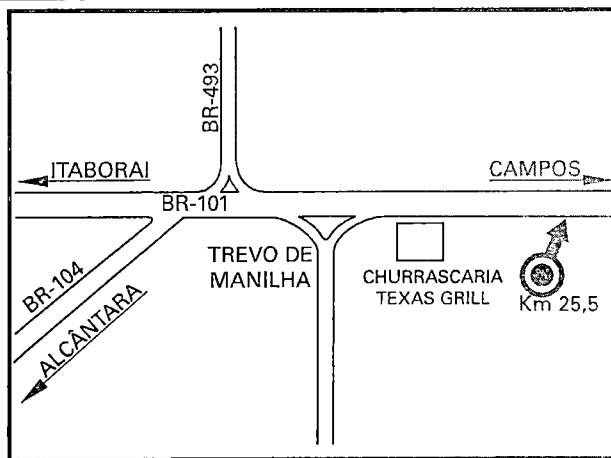 BR-493
ITABORAI
CAMPOS
BR-101
TREVO DE
MANILHA
CHURRASCARIA
TEXAS GRILL
Km 25,5
BR-104
ALCÂNTARA